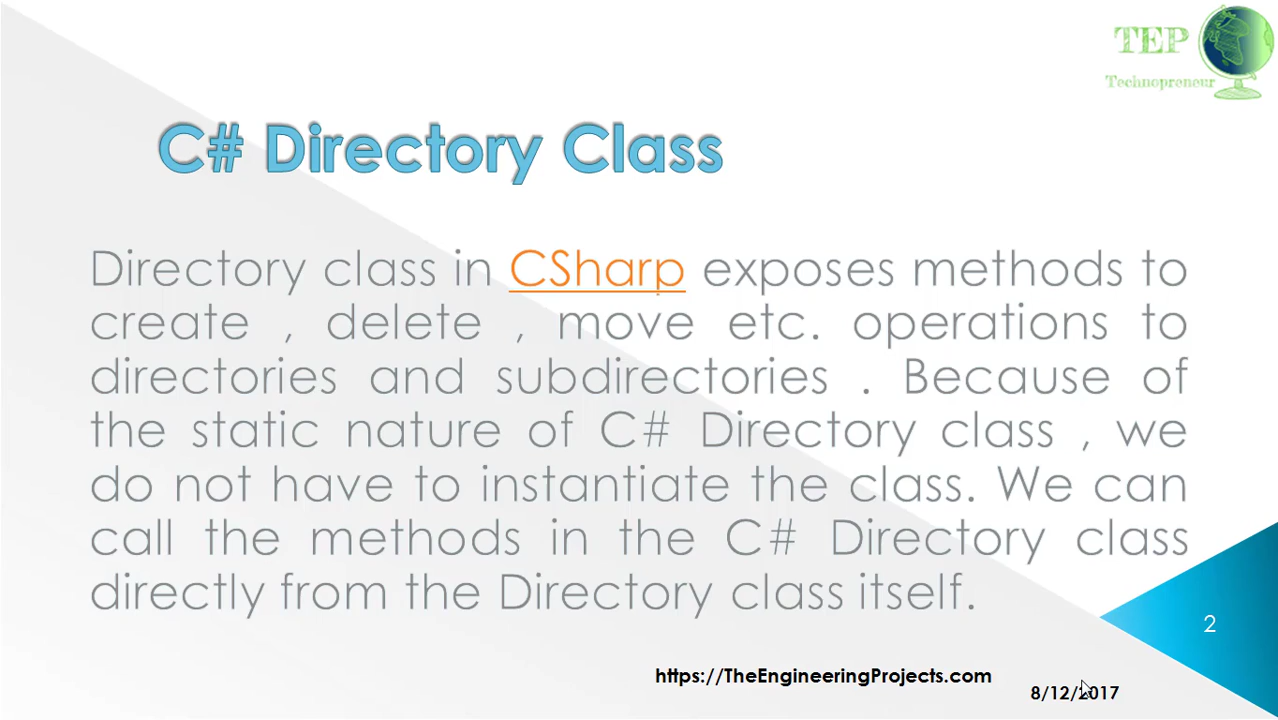 TEP
Technopreneur
C# Directory Class
Directory class in CSharp exposes methods to
create , delete , move etc. operations to
directories and subdirectories . Because of
the static nature of C# Directory class , we
do not have to instantiate the class. We can
call the methods in the C# Directory class
directly from the Directory class itself.
2
https://TheEngineeringProjects.com
8/12/2017